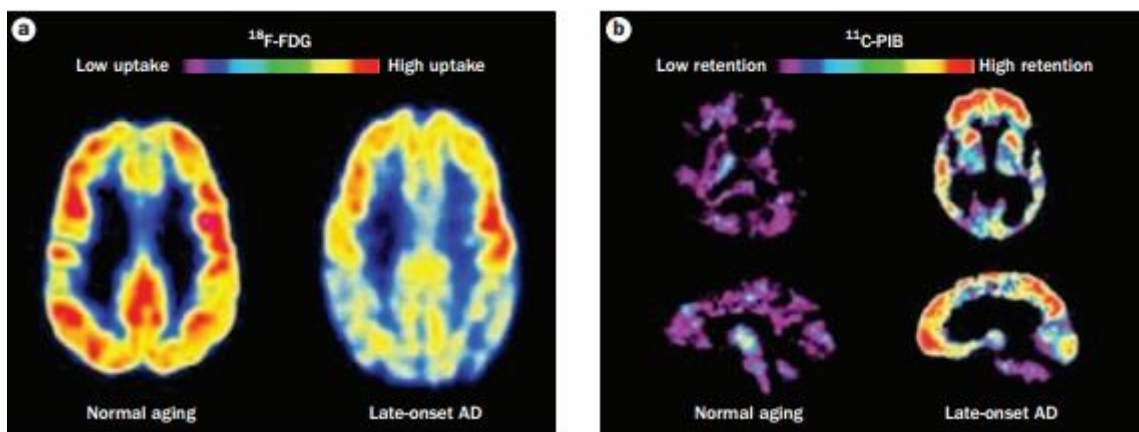 a
18F-FDG
Low uptake High uptake
Normal aging Late-onset AD
b
11C-PIB
Low retention High retention
Normal aging Late-onset AD